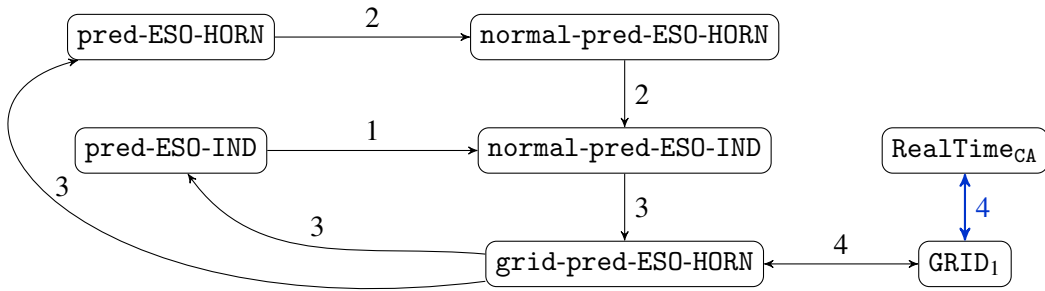 2
pred-ESO-HORN normal-pred-ESO-HORN
2
1
pred-ESO-IND normal-pred-ESO-IND RealTime_CA
3 3 4
3 4
grid-pred-ESO-HORN GRID_1